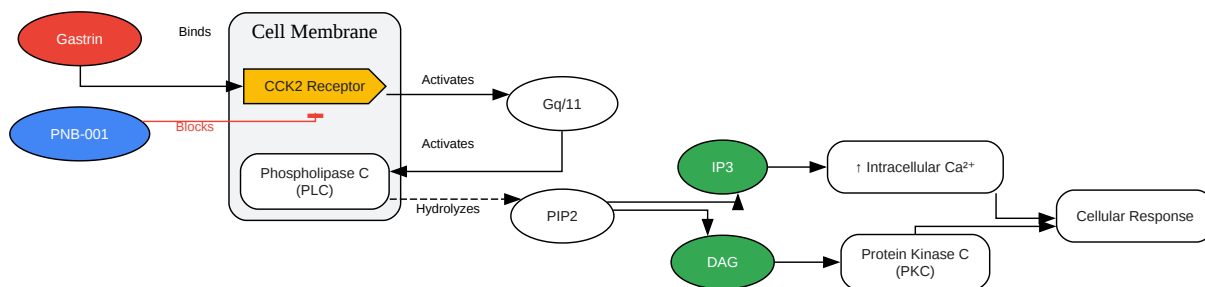 Gastrin
Binds
Cell Membrane
CCK2 Receptor
Activates
Gq/11
PNB-001
Blocks
Activates
Phospholipase C
(PLC)
Hydrolyzes
PIP2
IP3
↑ Intracellular Ca²⁺
DAG
Protein Kinase C
(PKC)
Cellular Response